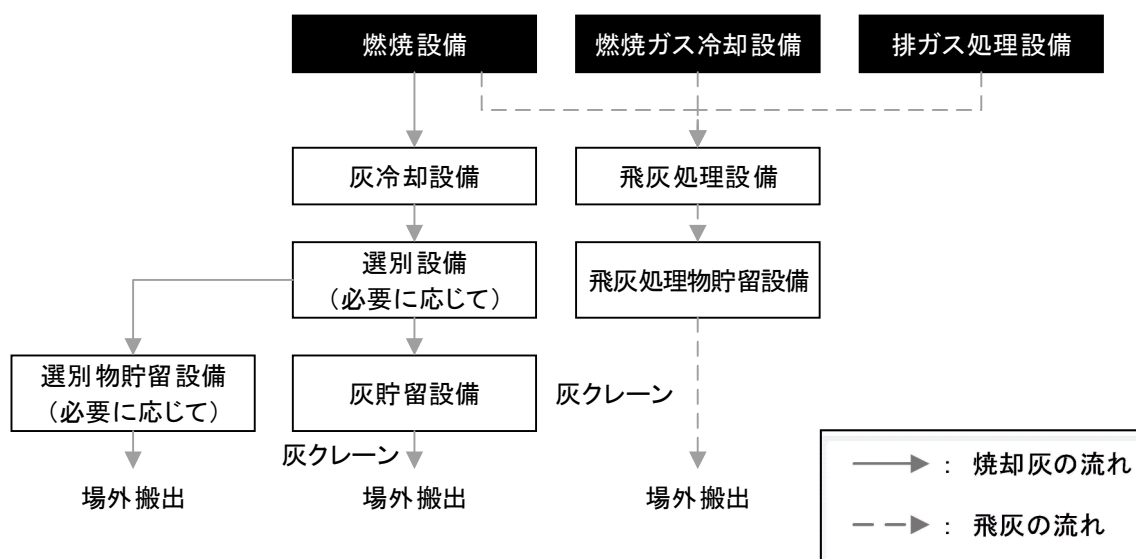 燃焼設備
燃焼ガス冷却設備
排ガス処理設備
灰冷却設備
飛灰処理設備
選別設備
（必要に応じて）
飛灰処理物貯留設備
選別物貯留設備
（必要に応じて）
灰貯留設備
灰クレーン
灰クレーン
場外搬出
場外搬出
場外搬出
： 焼却灰の流れ
： 飛灰の流れ